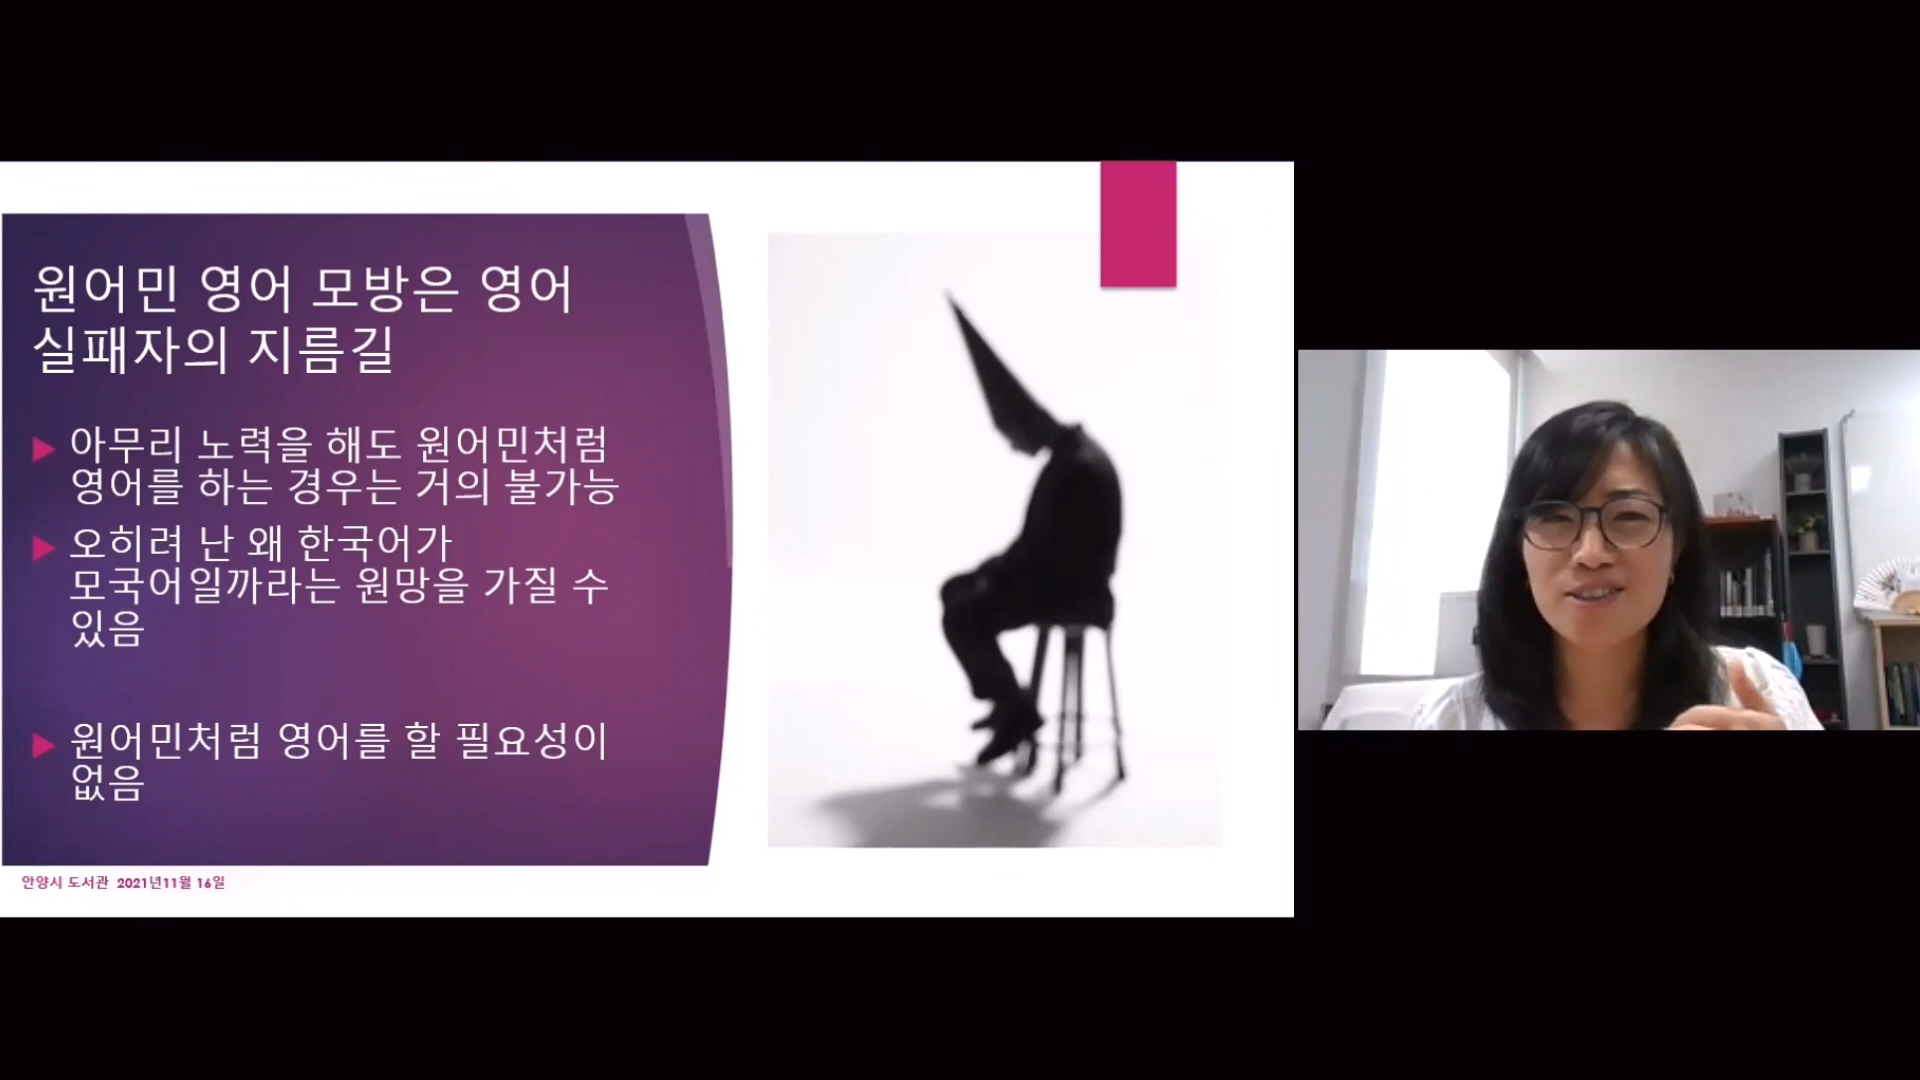 원어민 영어 모방은 영어
실패자의 지름길
아무리 노력을 해도 원어민처럼
영어를 하는 경우는 거의 불가능
오히려 난 왜 한국어가
모국어일까라는 원망을 가질 수
있음
원어민처럼 영어를 할 필요성이
없음
안양시 도서관 2021년11월 16일